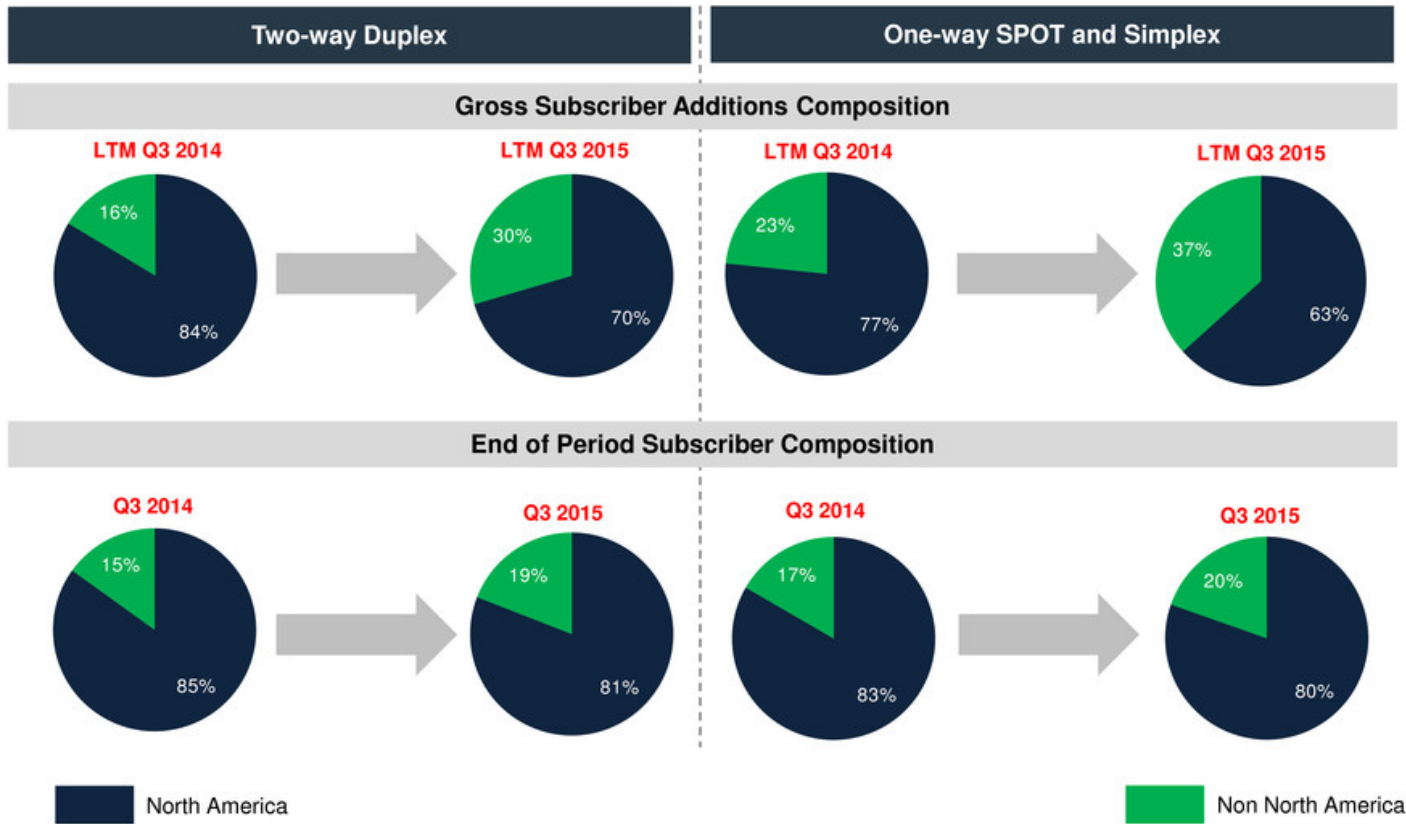 Two-way Duplex
One-way SPOT and Simplex
Gross Subscriber Additions Composition
LTM Q3 2014
LTM Q3 2015
LTM Q3 2014
LTM Q3 2015
16%
84%
30%
70%
23%
77%
37%
63%
End of Period Subscriber Composition
Q3 2014
Q3 2015
Q3 2014
Q3 2015
15%
85%
19%
81%
17%
83%
20%
80%
North America
Non North America